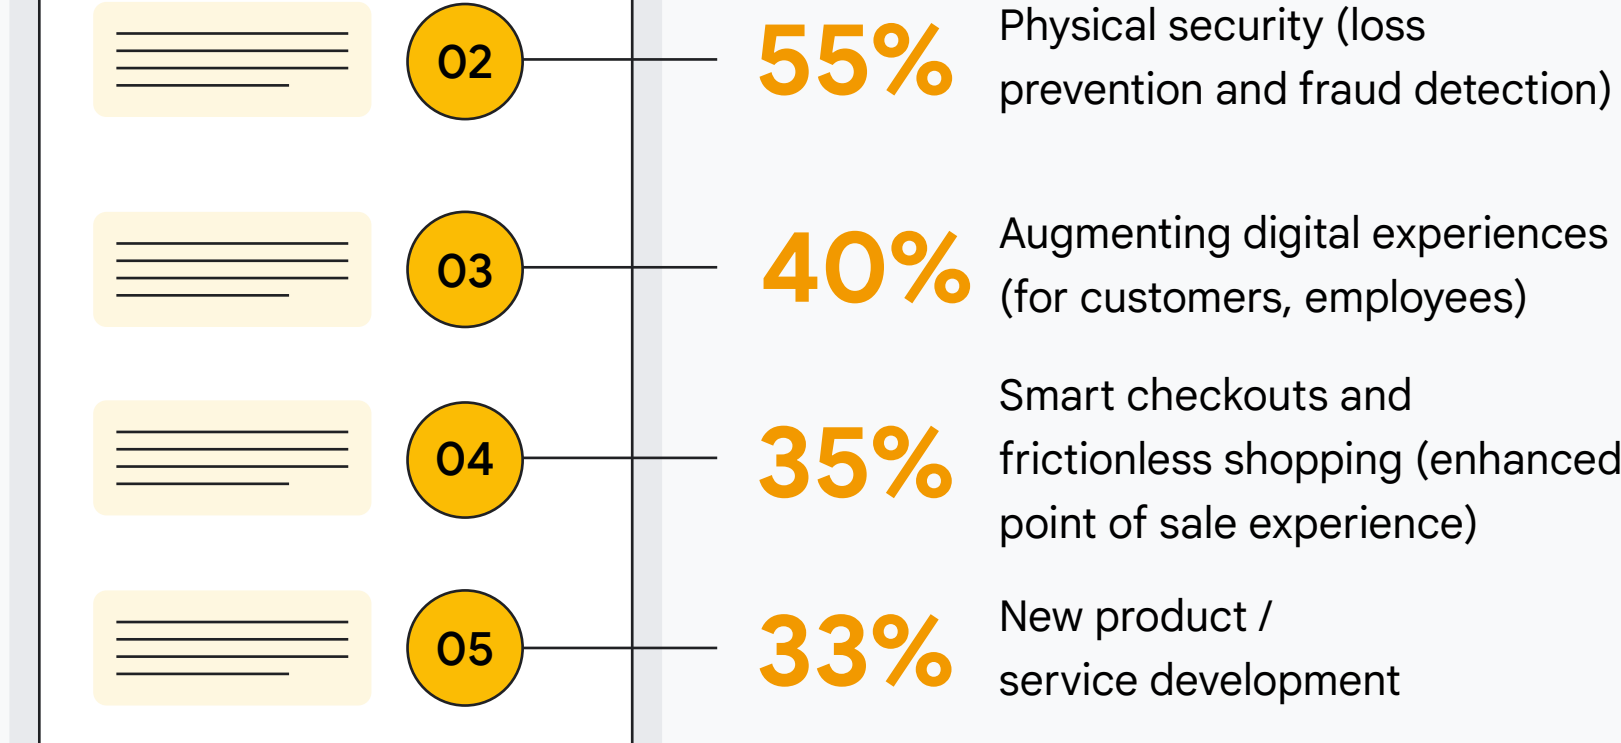 02
55%
Physical security (loss
prevention and fraud detection)
03
40%
Augmenting digital experiences
(for customers, employees)
04
35%
Smart checkouts and
frictionless shopping (enhanced
point of sale experience)
05
33%
New product /
service development